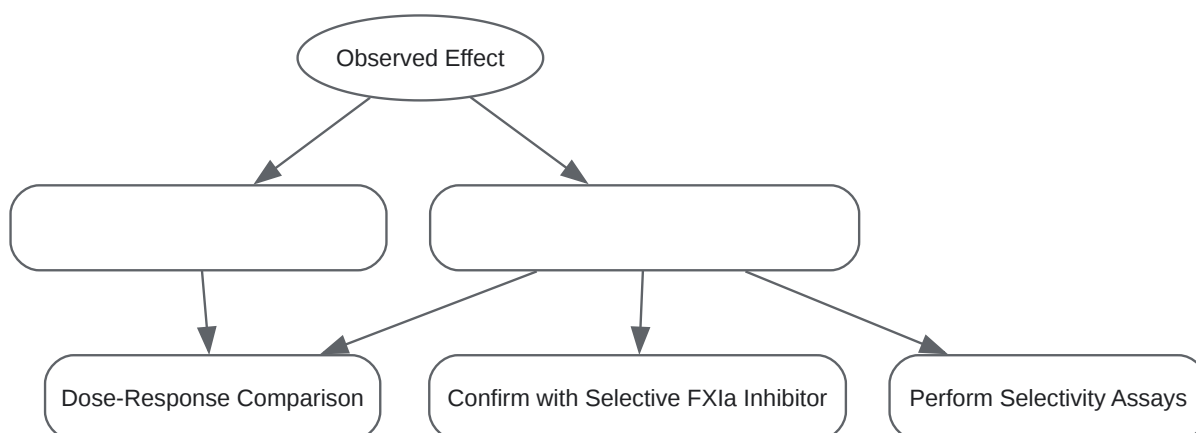 Observed Effect
Dose-Response Comparison
Confirm with Selective FXIa Inhibitor
Perform Selectivity Assays